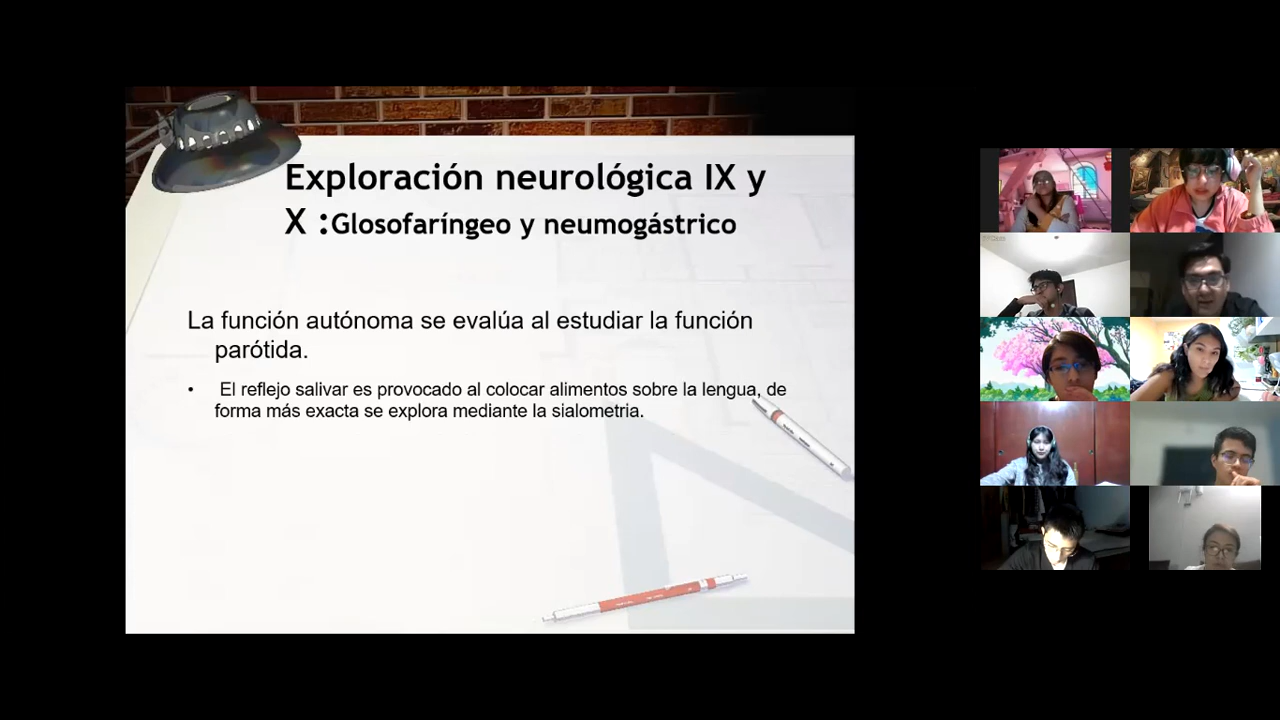 Exploración neurológica IX y
X :Glosofaríngeo y neumogástrico
La función autónoma se evalúa al estudiar la función
parótida.
• El reflejo salivar es provocado al colocar alimentos sobre la lengua, de
forma más exacta se explora mediante la sialometria.